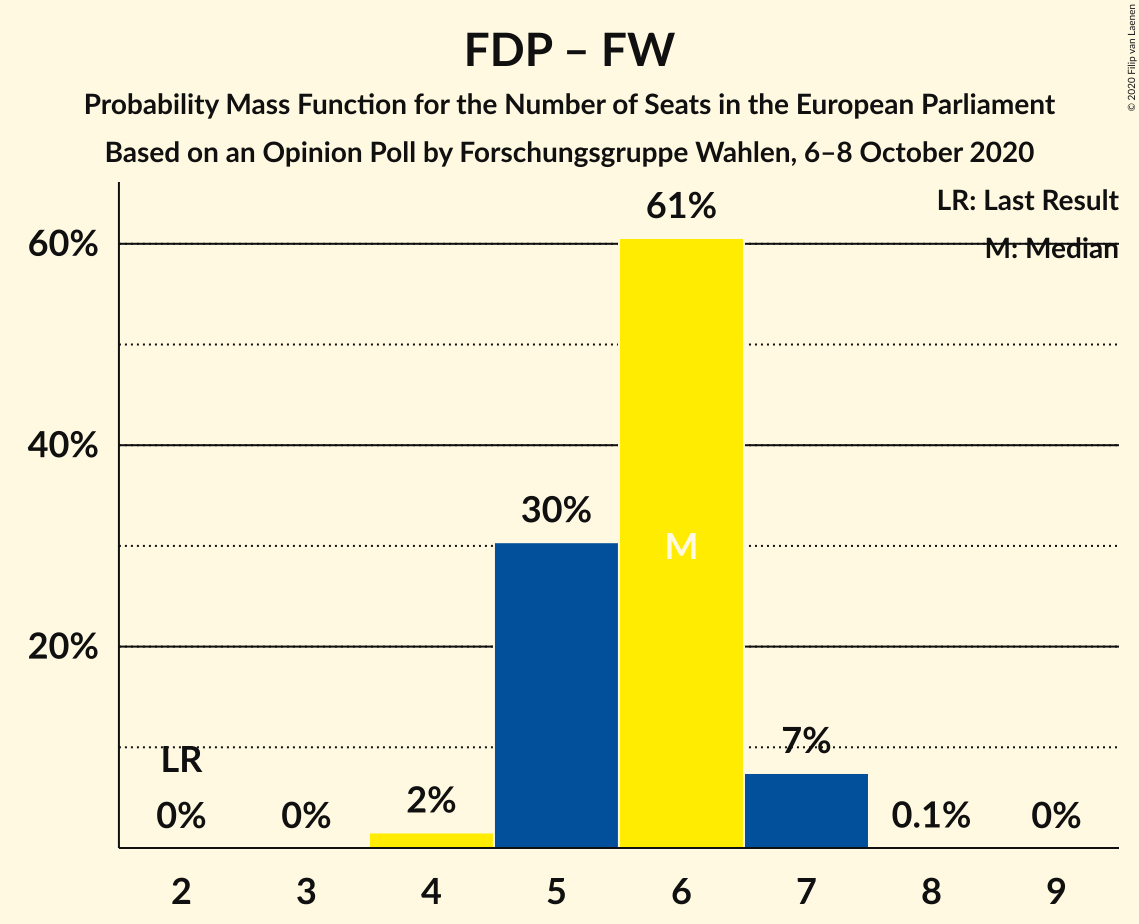 FDP – FW
Probability Mass Function for the Number of Seats in the European Parliament
Based on an Opinion Poll by Forschungsgruppe Wahlen, 6–8 October 2020
© 2020 Filip van Laenen
LR: Last Result
M: Median
61%
60%
40%
30%
M
20%
LR
7%
0%
0%
2%
0.1%
0%
2 3 4 5 6 7 8 9